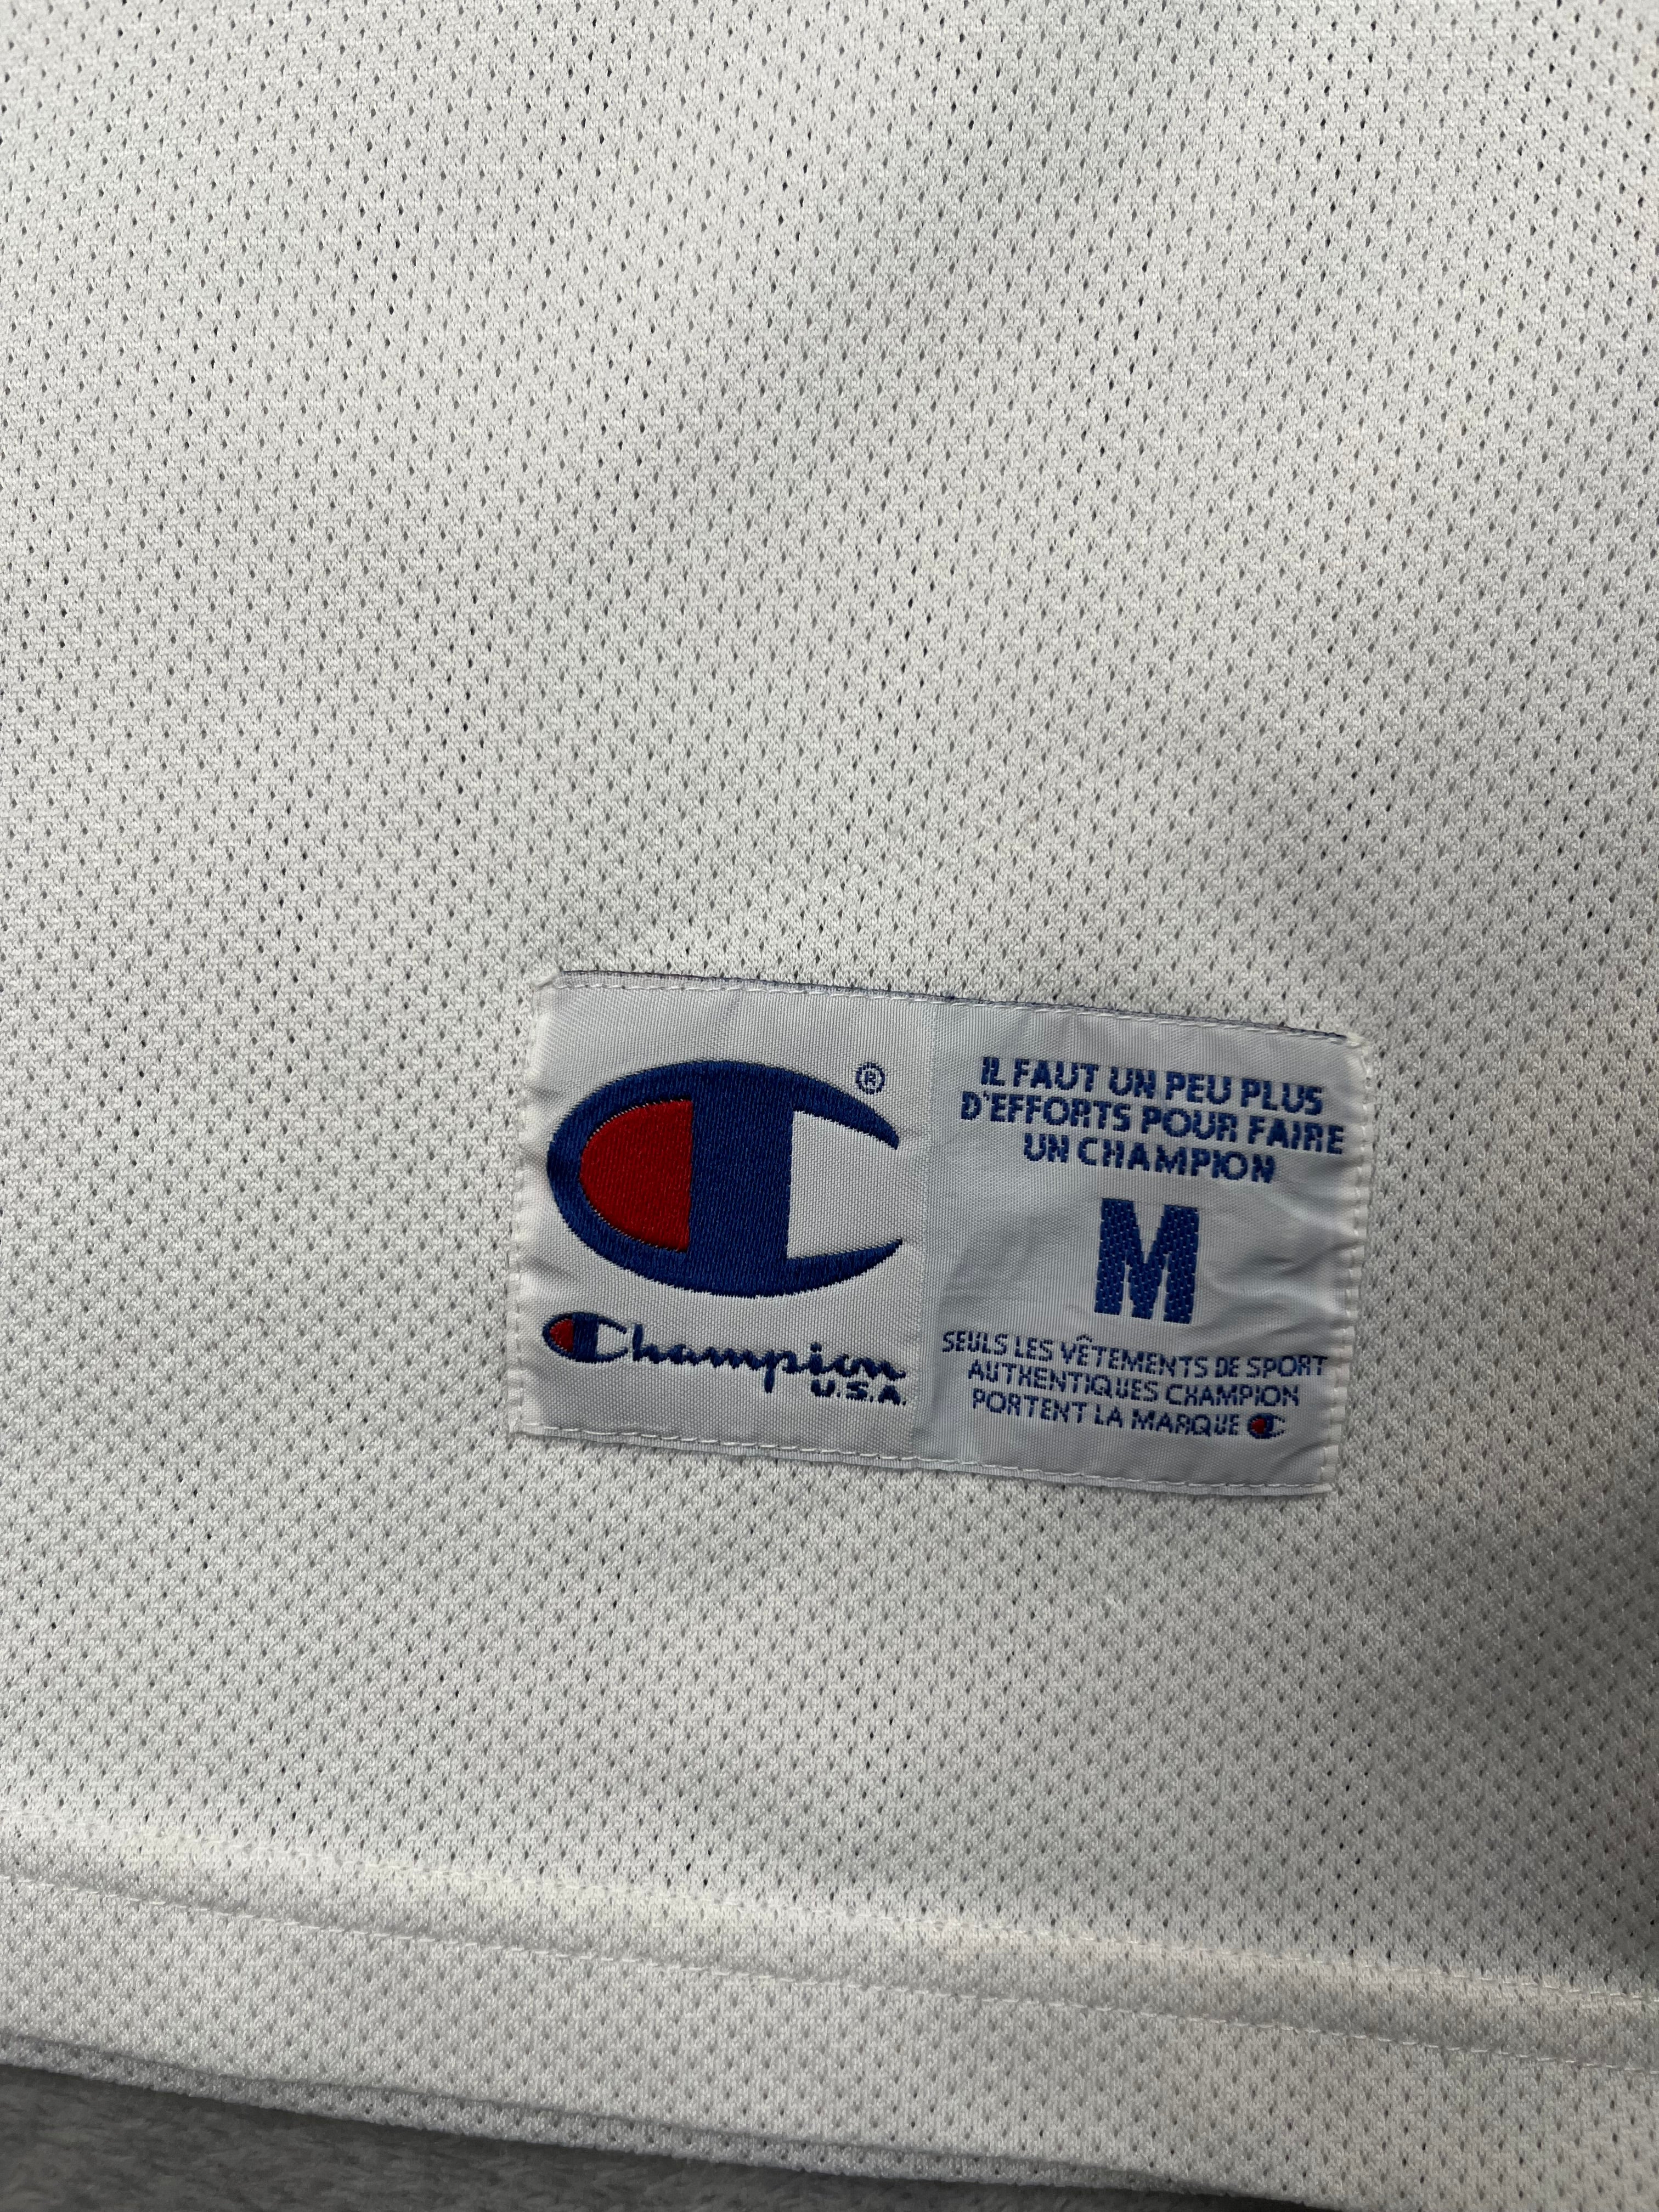 ®
Champion
U.S.A.
IL FAUT UN PEU PLUS
D'EFFORTS POUR FAIRE
UN CHAMPION
M
SEULS LES VÊTEMENTS DE SPORT
AUTHENTIQUES CHAMPION
PORTENT LA MARQUE